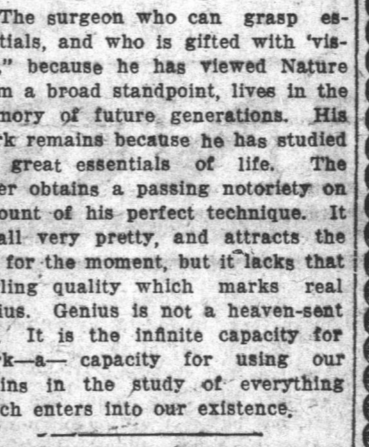 The surgeon who can grasp es-
tials, and who is gifted with 'vis-
," because he has viewed Nature
m a broad standpoint, lives in the
mory of future generations. His
rk remains because he has studied
great essentials of life. The
er obtains a passing notoriety on
ount of his perfect technique. It
all very pretty, and attracts the
for the moment, but it lacks that
ling quality which marks real
ius. Genius is not a heaven-sent
. It is the infinite capacity for
rk—a— capacity for using our
ins in the study of everything
ch enters into our existence.